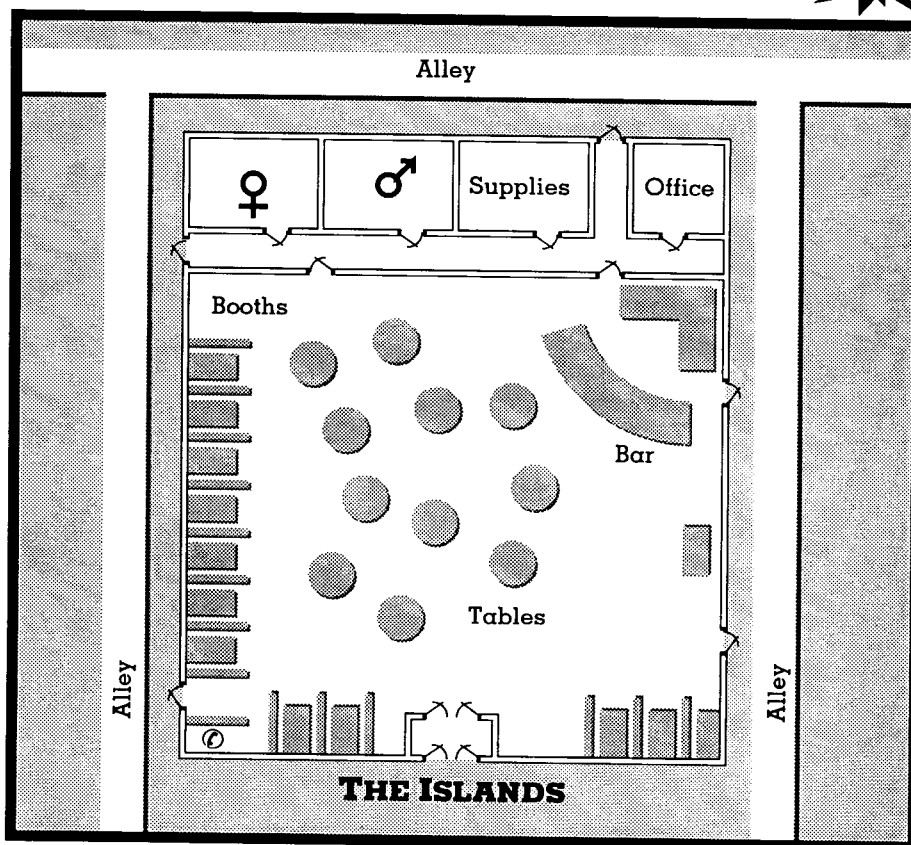 Alley
Supplies
Office
Booths
Bar
Tables
Alley
Alley
THE ISLANDS